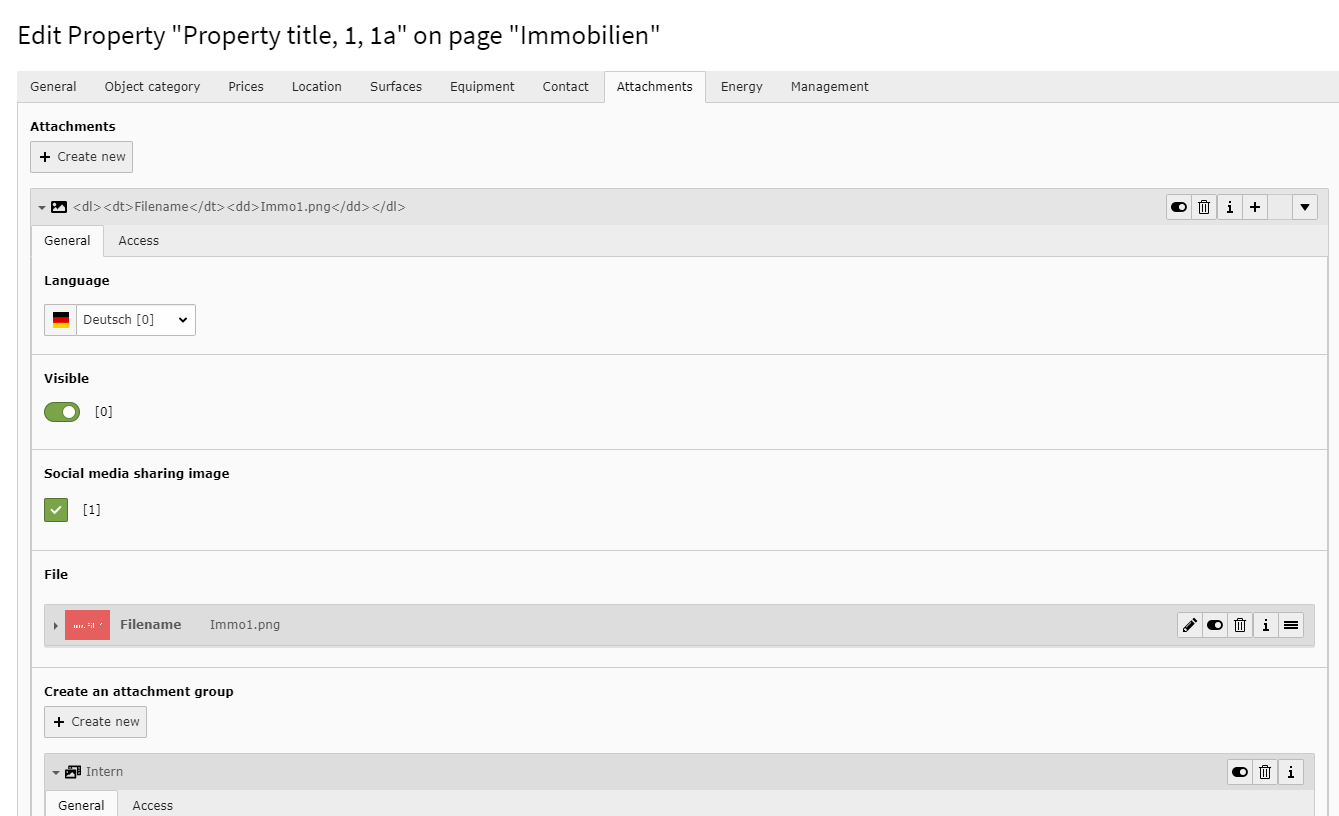 Edit Property "Property title, 1, 1a" on page "Immobilien"
General Object category Prices Location Surfaces Equipment Contact Attachments Energy Management
Attachments
+ Create new
<dl><dt>Filename</dt><dd>Immo1.png</dd></dl>
General Access
Language
Deutsch [0]
Visible
[0]
Social media sharing image
[1]
File
Filename Immo1.png
Create an attachment group
+ Create new
Intern
General Access